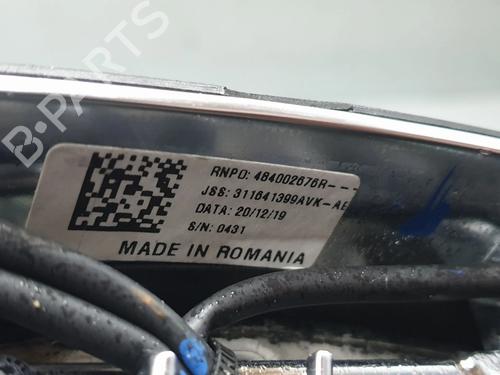 B-PARTS
RNPO: 484002676R---
JSS: 311641399AVK-AE
DATA: 20/12/19
S/N: 0431
MADE IN ROMANIA